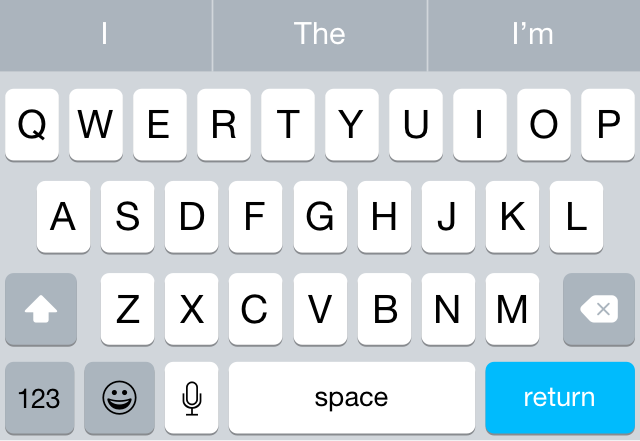 I The I’m
Q W E R T Y U I O P
A S D F G H J K L
Z X C V B N M
123 space return